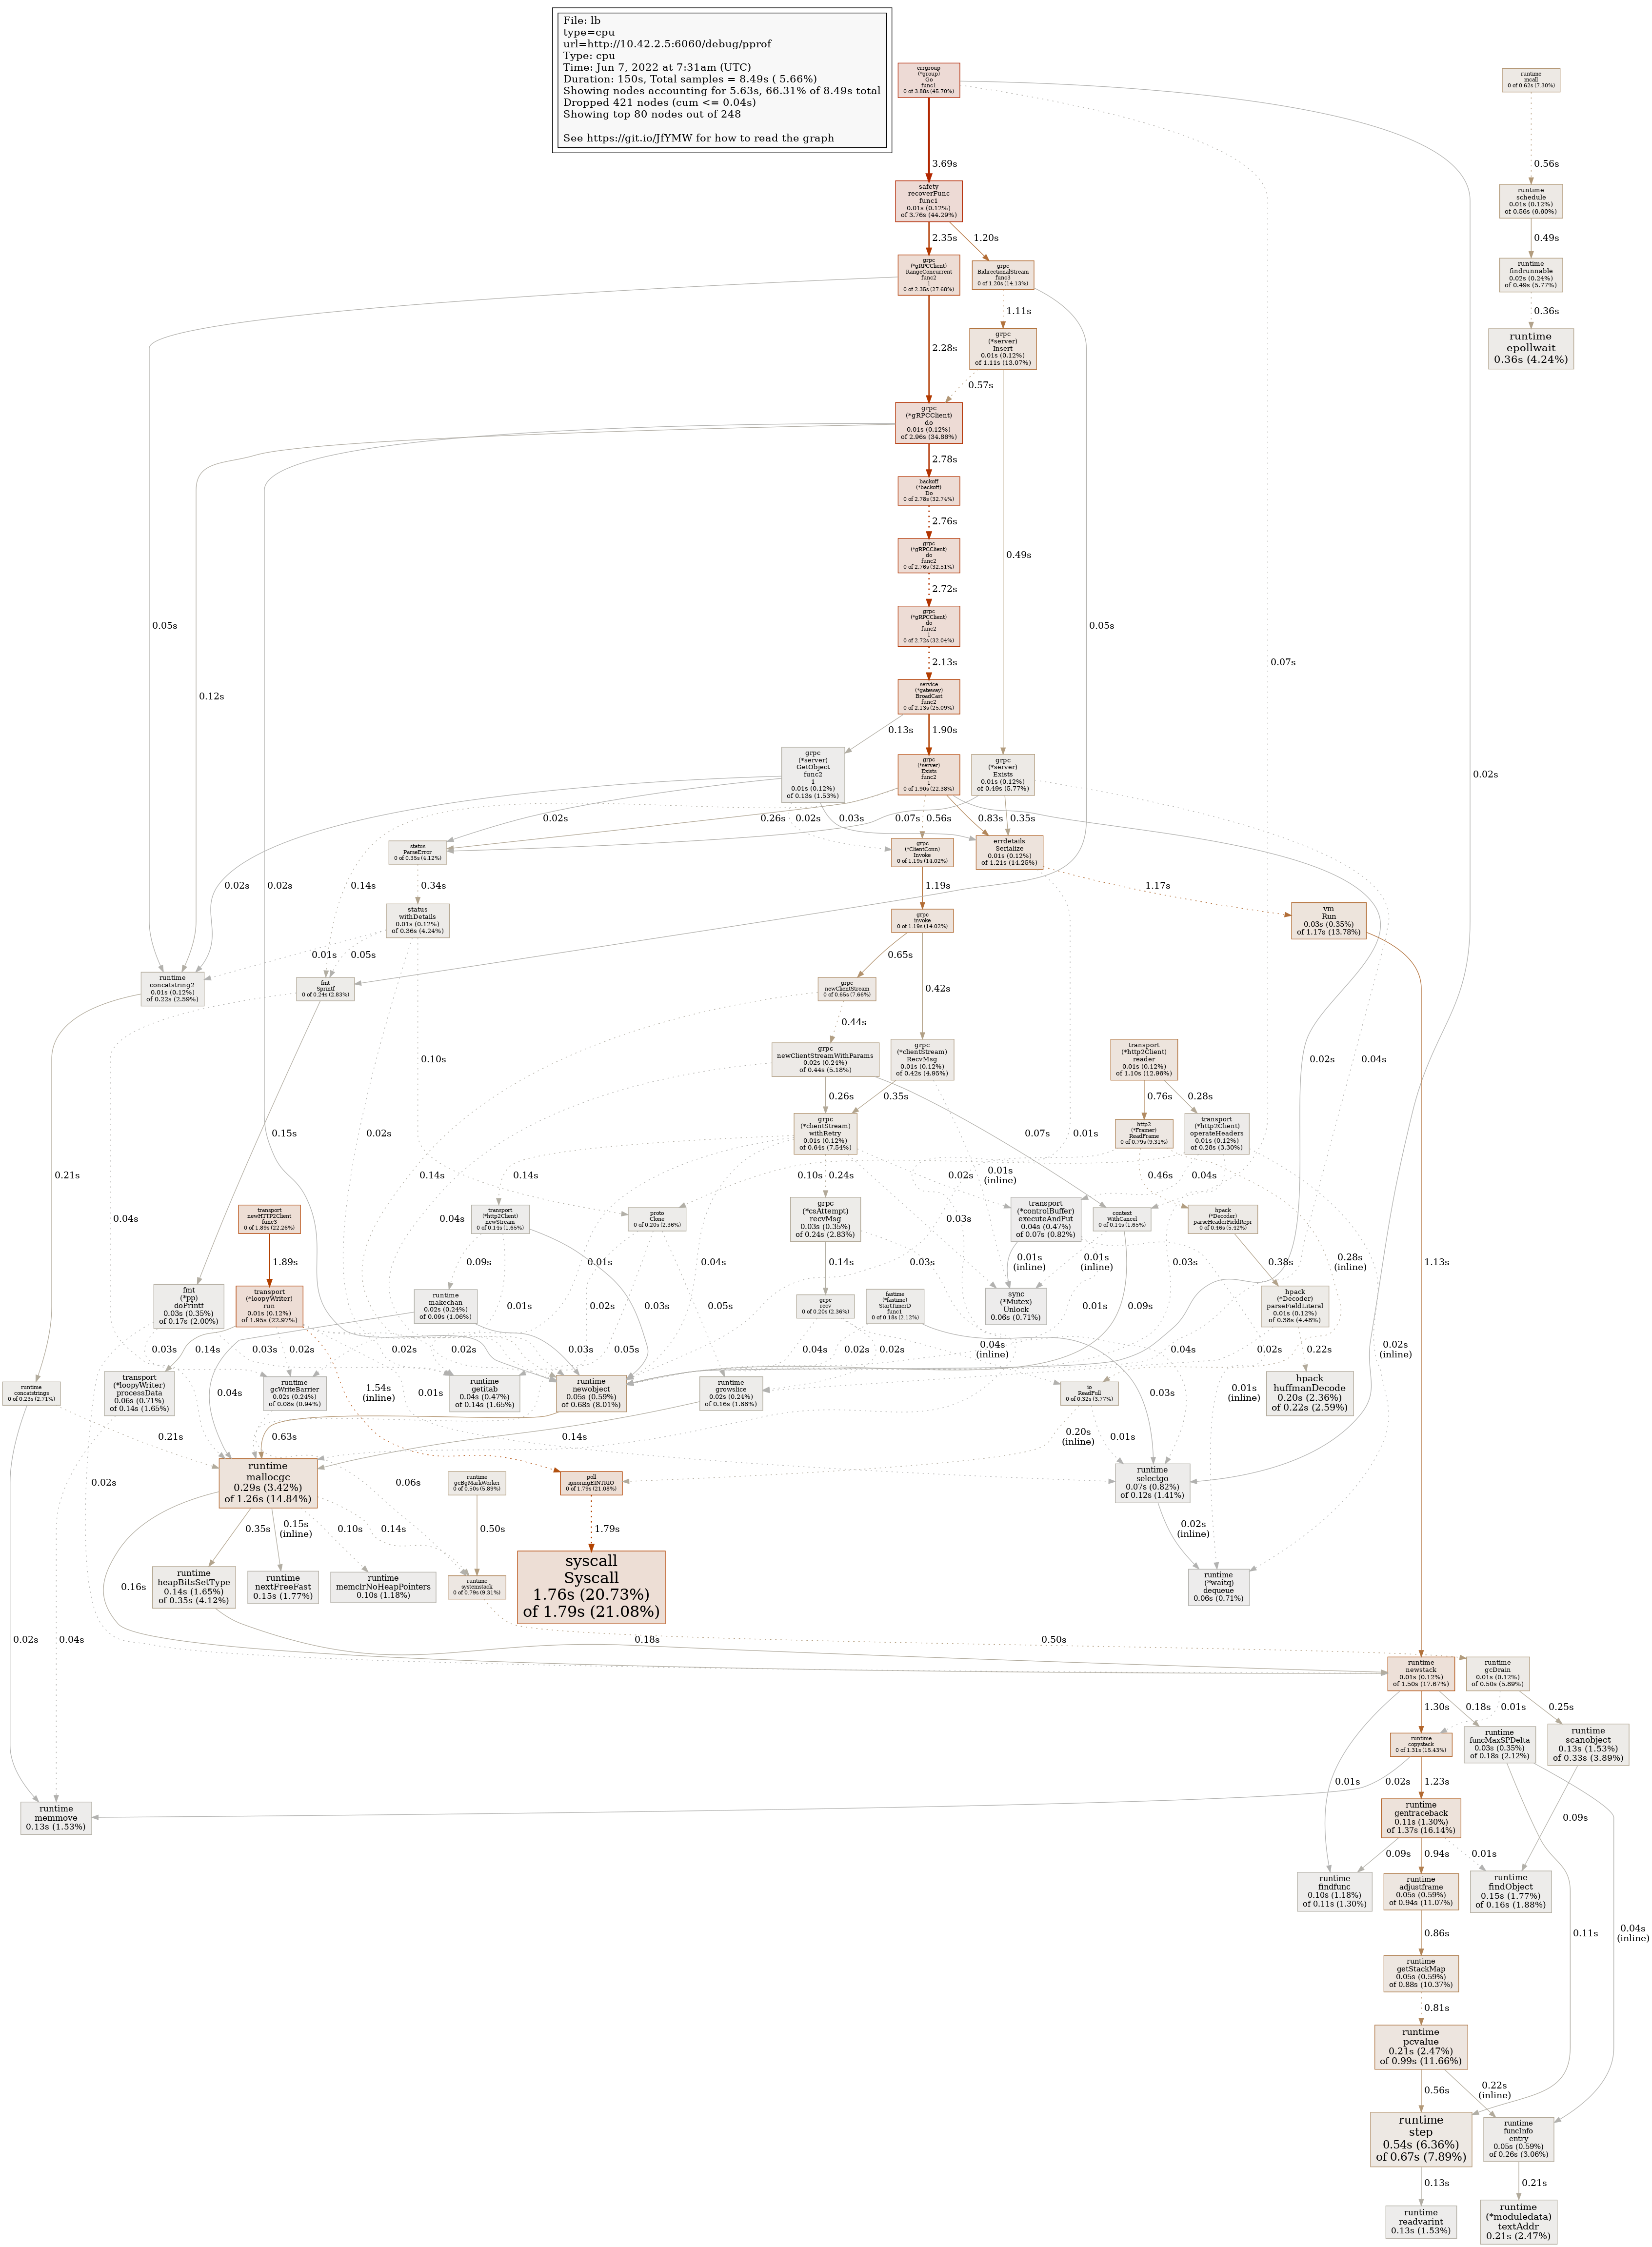 File: lb
type=cpu
url=http://10.42.2.5:6060/debug/pprof
Type: cpu
Time: Jun 7, 2022 at 7:31am (UTC)
Duration: 150s, Total samples = 8.49s ( 5.66%)
Showing nodes accounting for 5.63s, 66.31% of 8.49s total
Dropped 421 nodes (cum <= 0.04s)
Showing top 80 nodes out of 248
See https://git.io/JfYMW for how to read the graph
errgroup
(*group)
Go
func1
0 of 3.88s (45.70%)
runtime
mcall
0 of 0.62s (7.30%)
3.69s
0.56s
safety
recoverFunc
func1
0.01s (0.12%)
of 3.76s (44.29%)
runtime
schedule
0.01s (0.12%)
of 0.56s (6.60%)
2.35s
1.20s
0.49s
grpc
(*gRPCClient)
RangeConcurrent
func2
1
0 of 2.35s (27.68%)
grpc
BidirectionalStream
func3
0 of 1.20s (14.13%)
runtime
findrunnable
0.02s (0.24%)
of 0.49s (5.77%)
1.11s
0.36s
grpc
(*server)
Insert
0.01s (0.12%)
of 1.11s (13.07%)
runtime
epollwait
0.36s (4.24%)
2.28s
0.57s
grpc
(*gRPCClient)
do
0.01s (0.12%)
of 2.96s (34.86%)
2.78s
backoff
(*backoff)
Do
0 of 2.78s (32.74%)
2.76s
0.49s
grpc
(*gRPCClient)
do
func2
0 of 2.76s (32.51%)
2.72s
grpc
(*gRPCClient)
do
func2
1
0 of 2.72s (32.04%)
0.05s
0.05s
2.13s
0.07s
service
(*gateway)
BroadCast
func2
0 of 2.13s (25.09%)
0.12s
0.13s
1.90s
grpc
(*server)
GetObject
func2
1
0.01s (0.12%)
of 0.13s (1.53%)
grpc
(*server)
Exists
func2
1
0 of 1.90s (22.38%)
grpc
(*server)
Exists
0.01s (0.12%)
of 0.49s (5.77%)
0.02s
0.02s
0.26s
0.02s
0.03s
0.07s
0.56s
0.83s
0.35s
status
ParseError
0 of 0.35s (4.12%)
grpc
(*ClientConn)
Invoke
0 of 1.19s (14.02%)
errdetails
Serialize
0.01s (0.12%)
of 1.21s (14.25%)
0.02s
0.02s
0.14s
0.34s
1.19s
1.17s
0.02s
0.04s
status
withDetails
0.01s (0.12%)
of 0.36s (4.24%)
grpc
invoke
0 of 1.19s (14.02%)
vm
Run
0.03s (0.35%)
of 1.17s (13.78%)
0.01s
0.05s
0.65s
0.42s
runtime
concatstring2
0.01s (0.12%)
of 0.22s (2.59%)
fmt
Sprintf
0 of 0.24s (2.83%)
grpc
newClientStream
0 of 0.65s (7.66%)
0.44s
0.10s
grpc
newClientStreamWithParams
0.02s (0.24%)
of 0.44s (5.18%)
grpc
(*clientStream)
RecvMsg
0.01s (0.12%)
of 0.42s (4.95%)
transport
(*http2Client)
reader
0.01s (0.12%)
of 1.10s (12.96%)
0.26s
0.35s
0.76s
0.28s
0.15s
0.02s
0.07s
0.01s
grpc
(*clientStream)
withRetry
0.01s (0.12%)
of 0.64s (7.54%)
http2
(*Framer)
ReadFrame
0 of 0.79s (9.31%)
transport
(*http2Client)
operateHeaders
0.01s (0.12%)
of 0.28s (3.30%)
0.21s
0.14s
0.14s
0.10s
0.24s
0.02s
0.01s
(inline)
0.46s
0.04s
transport
newHTTP2Client
func3
0 of 1.89s (22.26%)
transport
(*http2Client)
newStream
0 of 0.14s (1.65%)
proto
Clone
0 of 0.20s (2.36%)
grpc
(*csAttempt)
recvMsg
0.03s (0.35%)
of 0.24s (2.83%)
transport
(*controlBuffer)
executeAndPut
0.04s (0.47%)
of 0.07s (0.82%)
context
WithCancel
0 of 0.14s (1.65%)
hpack
(*Decoder)
parseHeaderFieldRepr
0 of 0.46s (5.42%)
0.04s
0.04s
0.03s
1.89s
0.09s
0.01s
0.04s
0.14s
0.03s
0.01s
(inline)
0.01s
(inline)
0.03s
0.38s
0.28s
(inline)
1.13s
fmt
(*pp)
doPrintf
0.03s (0.35%)
of 0.17s (2.00%)
transport
(*loopyWriter)
run
0.01s (0.12%)
of 1.95s (22.97%)
runtime
makechan
0.02s (0.24%)
of 0.09s (1.06%)
grpc
recv
0 of 0.20s (2.36%)
fastime
(*fastime)
StartTimerD
func1
0 of 0.18s (2.12%)
sync
(*Mutex)
Unlock
0.06s (0.71%)
hpack
(*Decoder)
parseFieldLiteral
0.01s (0.12%)
of 0.38s (4.48%)
0.01s
0.02s
0.03s
0.05s
0.01s
0.09s
0.03s
0.14s
0.03s
0.02s
0.02s
0.02s
0.03s
0.05s
0.04s
0.02s
0.02s
0.04s
(inline)
0.04s
0.02s
0.22s
0.02s
(inline)
runtime
concatstrings
0 of 0.23s (2.71%)
transport
(*loopyWriter)
processData
0.06s (0.71%)
of 0.14s (1.65%)
runtime
gcWriteBarrier
0.02s (0.24%)
of 0.08s (0.94%)
runtime
getitab
0.04s (0.47%)
of 0.14s (1.65%)
runtime
newobject
0.05s (0.59%)
of 0.68s (8.01%)
runtime
growslice
0.02s (0.24%)
of 0.16s (1.88%)
io
ReadFull
0 of 0.32s (3.77%)
hpack
huffmanDecode
0.20s (2.36%)
of 0.22s (2.59%)
0.04s
1.54s
(inline)
0.01s
0.03s
0.01s
(inline)
0.21s
0.63s
0.14s
0.20s
(inline)
0.01s
runtime
mallocgc
0.29s (3.42%)
of 1.26s (14.84%)
runtime
gcBgMarkWorker
0 of 0.50s (5.89%)
poll
ignoringEINTRIO
0 of 1.79s (21.08%)
runtime
selectgo
0.07s (0.82%)
of 0.12s (1.41%)
0.02s
0.06s
0.35s
0.15s
(inline)
0.10s
0.14s
0.50s
1.79s
0.02s
(inline)
0.16s
runtime
heapBitsSetType
0.14s (1.65%)
of 0.35s (4.12%)
runtime
nextFreeFast
0.15s (1.77%)
runtime
memclrNoHeapPointers
0.10s (1.18%)
runtime
systemstack
0 of 0.79s (9.31%)
syscall
Syscall
1.76s (20.73%)
of 1.79s (21.08%)
runtime
(*waitq)
dequeue
0.06s (0.71%)
0.02s
0.04s
0.18s
0.50s
runtime
newstack
0.01s (0.12%)
of 1.50s (17.67%)
runtime
gcDrain
0.01s (0.12%)
of 0.50s (5.89%)
1.30s
0.18s
0.01s
0.25s
runtime
copystack
0 of 1.31s (15.43%)
runtime
funcMaxSPDelta
0.03s (0.35%)
of 0.18s (2.12%)
runtime
scanobject
0.13s (1.53%)
of 0.33s (3.89%)
0.01s
0.02s
1.23s
runtime
memmove
0.13s (1.53%)
runtime
gentraceback
0.11s (1.30%)
of 1.37s (16.14%)
0.09s
0.09s
0.94s
0.01s
runtime
findfunc
0.10s (1.18%)
of 0.11s (1.30%)
runtime
adjustframe
0.05s (0.59%)
of 0.94s (11.07%)
runtime
findObject
0.15s (1.77%)
of 0.16s (1.88%)
0.86s
0.11s
0.04s
(inline)
runtime
getStackMap
0.05s (0.59%)
of 0.88s (10.37%)
0.81s
runtime
pcvalue
0.21s (2.47%)
of 0.99s (11.66%)
0.56s
0.22s
(inline)
runtime
step
0.54s (6.36%)
of 0.67s (7.89%)
runtime
funcInfo
entry
0.05s (0.59%)
of 0.26s (3.06%)
0.13s
0.21s
runtime
readvarint
0.13s (1.53%)
runtime
(*moduledata)
textAddr
0.21s (2.47%)